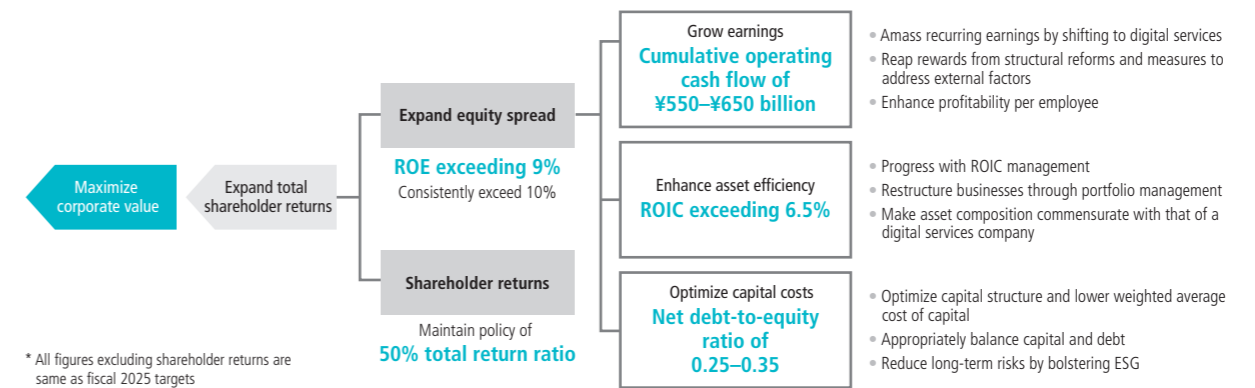 Maximize
corporate value
Expand total
shareholder returns
Expand equity spread
ROE exceeding 9%
Consistently exceed 10%
Shareholder returns
Maintain policy of
50% total return ratio
Grow earnings
Cumulative operating
cash flow of
¥550–¥650 billion
• Amass recurring earnings by shifting to digital services
• Reap rewards from structural reforms and measures to
address external factors
• Enhance profitability per employee
Enhance asset efficiency
ROIC exceeding 6.5%
• Progress with ROIC management
• Restructure businesses through portfolio management
• Make asset composition commensurate with that of a
digital services company
Optimize capital costs
Net debt-to-equity
ratio of
0.25–0.35
• Optimize capital structure and lower weighted average
cost of capital
• Appropriately balance capital and debt
• Reduce long-term risks by bolstering ESG
* All figures excluding shareholder returns are
same as fiscal 2025 targets